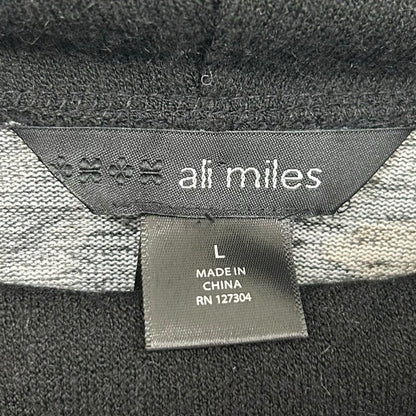 ali miles
L
MADE IN
CHINA
RN 127304